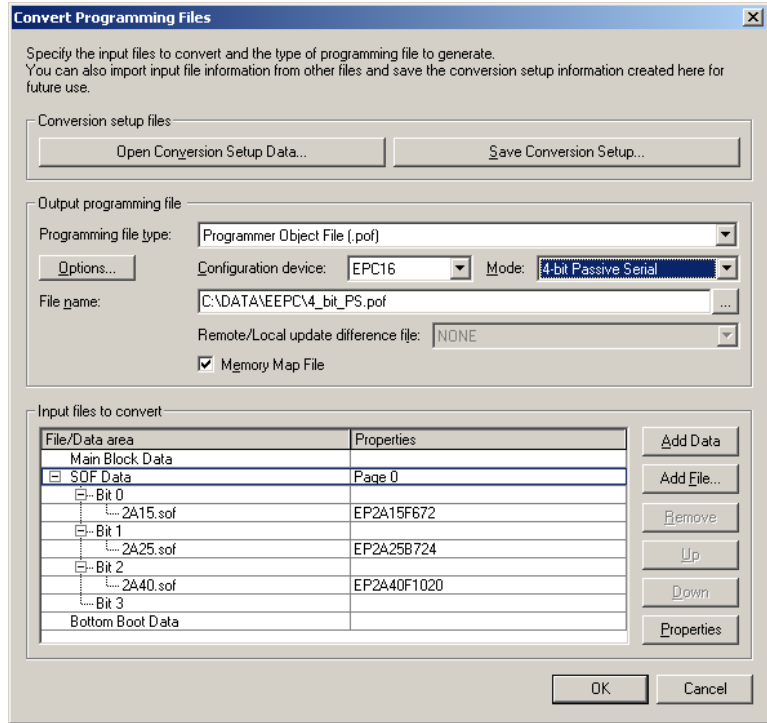 Convert Programming Files
Specify the input files to convert and the type of programming file to generate.
You can also import input file information from other files and save the conversion setup information created here for
future use.
Conversion setup files
Open Conversion Setup Data... Save Conversion Setup...
Output programming file
Programming file type: Programmer Object File (.pof)
Options... Configuration device: EPC16 Mode: 4-bit Passive Serial
File name: C:\DATA\EEPC\4_bit_PS.pof ...
Remote/Local update difference file: NONE
Memory Map File
Input files to convert
File/Data area Properties Add Data
Main Block Data
SOF Data Page 0 Add File...
Bit 0
2A15.sof EP2A15F672 Remove
Bit 1
2A25.sof EP2A25B724 Up
Bit 2
2A40.sof EP2A40F1020 Down
Bit 3
Bottom Boot Data Properties
OK Cancel